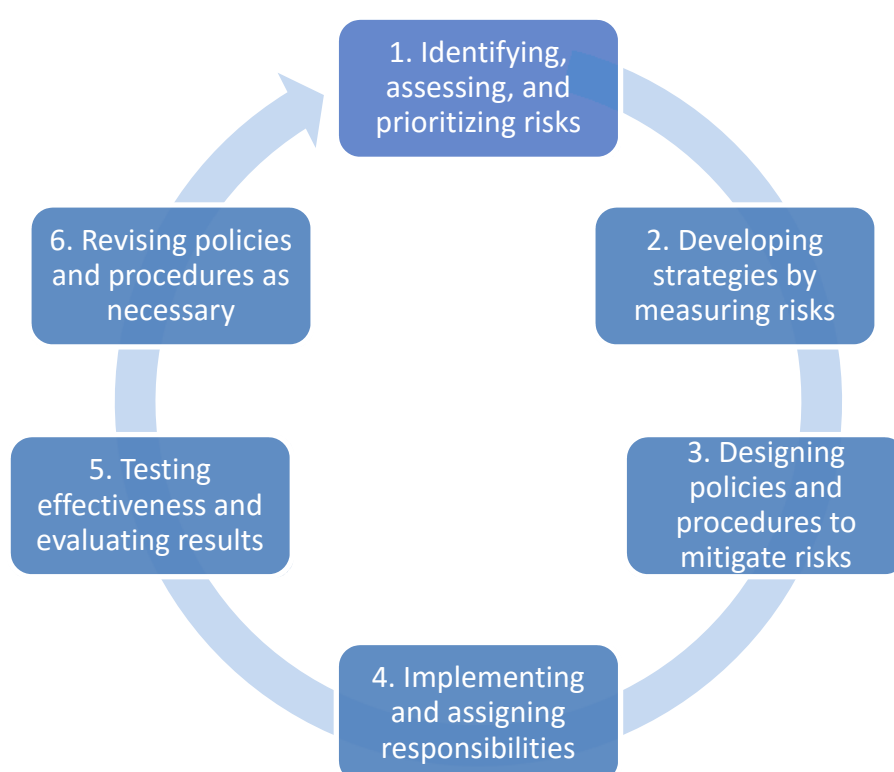 1. Identifying,
assessing, and
prioritizing risks
2. Developing
strategies by
measuring risks
3. Designing
policies and
procedures to
mitigate risks
4. Implementing
and assigning
responsibilities
5. Testing
effectiveness and
evaluating results
6. Revising policies
and procedures as
necessary